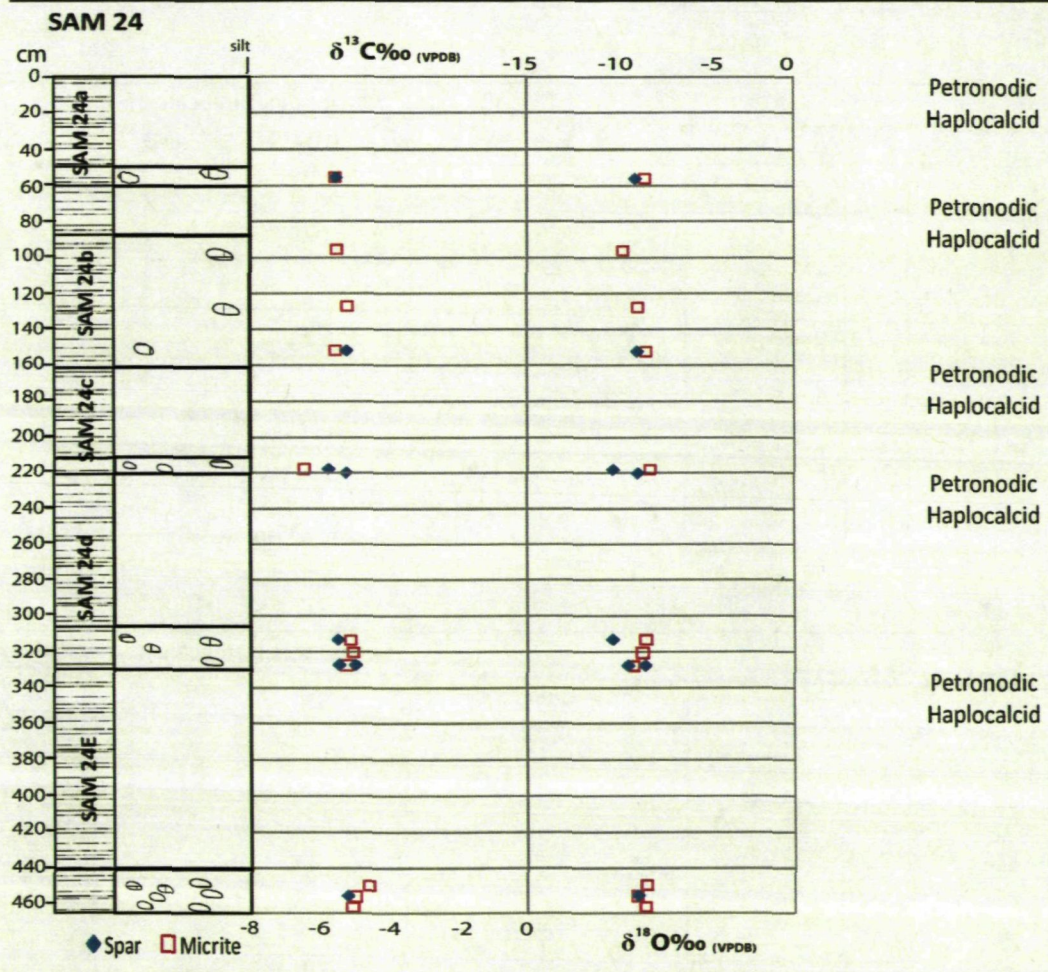 SAM 24
cm silt δ¹³C‰ (VPDB) -15 -10 -5 0
0
20
40
60
80
100
120
140
160
180
200
220
240
260
280
300
320
340
360
380
400
420
440
460
SAM 24a
SAM 24b
SAM 24c
SAM 24d
SAM 24E
Petronodic
Haplocalcid
Petronodic
Haplocalcid
Petronodic
Haplocalcid
Petronodic
Haplocalcid
Petronodic
Haplocalcid
-8 -6 -4 -2 0 δ¹⁸O‰ (VPDB)
Spar Micrite